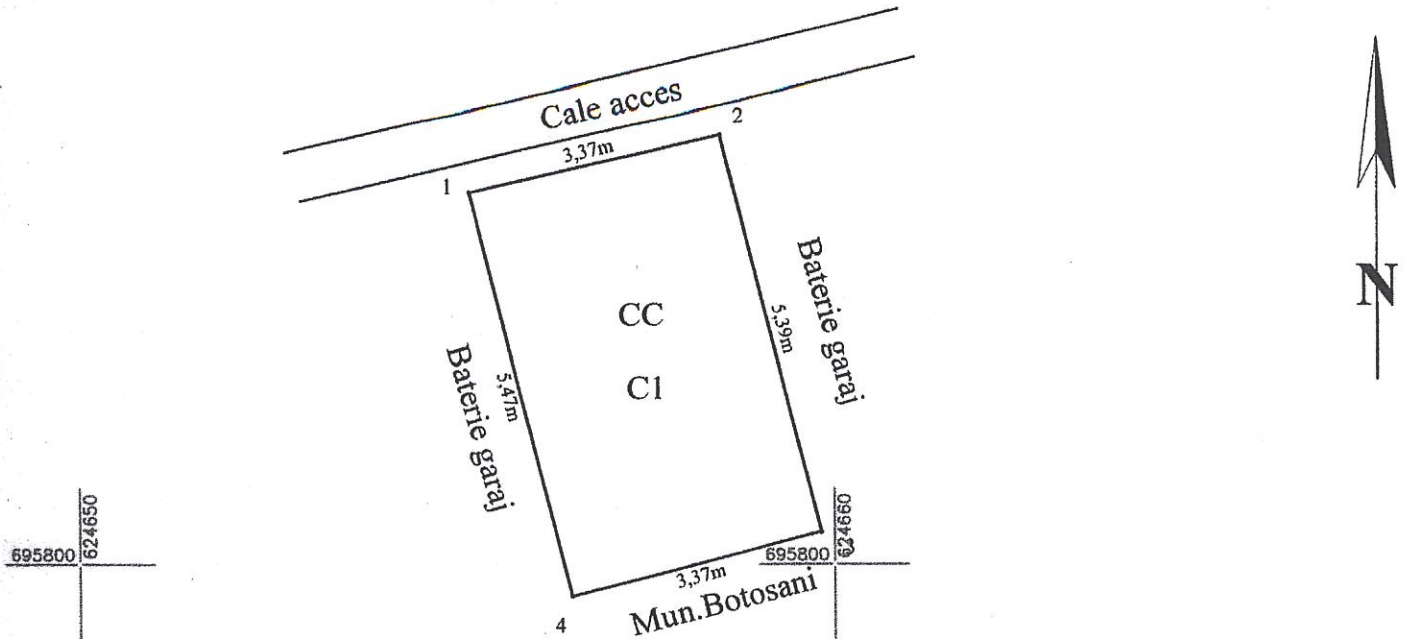 Cale acces
2
3,37m
1
Baterie garaj
N
CC
5,39m
C1
Baterie garaj
5,47m
624650
695800
624660
695800
3,37m
Mun.Botosani
4